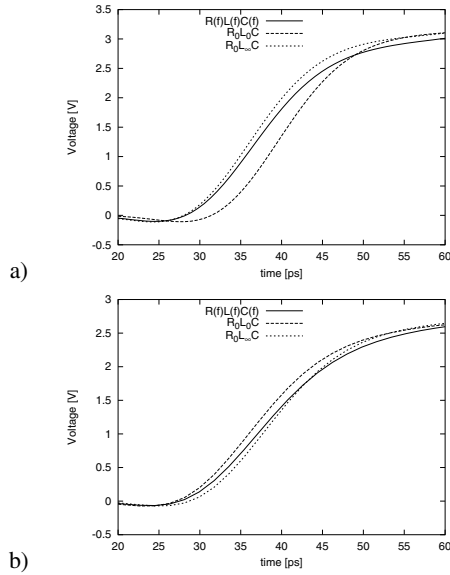 3.5
3
2.5
2
1.5
1
0.5
0
-0.5
Voltage [V]
R(f)L(f)C(f)
R₀L₀C
R₀L∞C
20 25 30 35 40 45 50 55 60
time [ps]
a)
3
2.5
2
1.5
1
0.5
0
-0.5
Voltage [V]
R(f)L(f)C(f)
R₀L₀C
R₀L∞C
20 25 30 35 40 45 50 55 60
time [ps]
b)